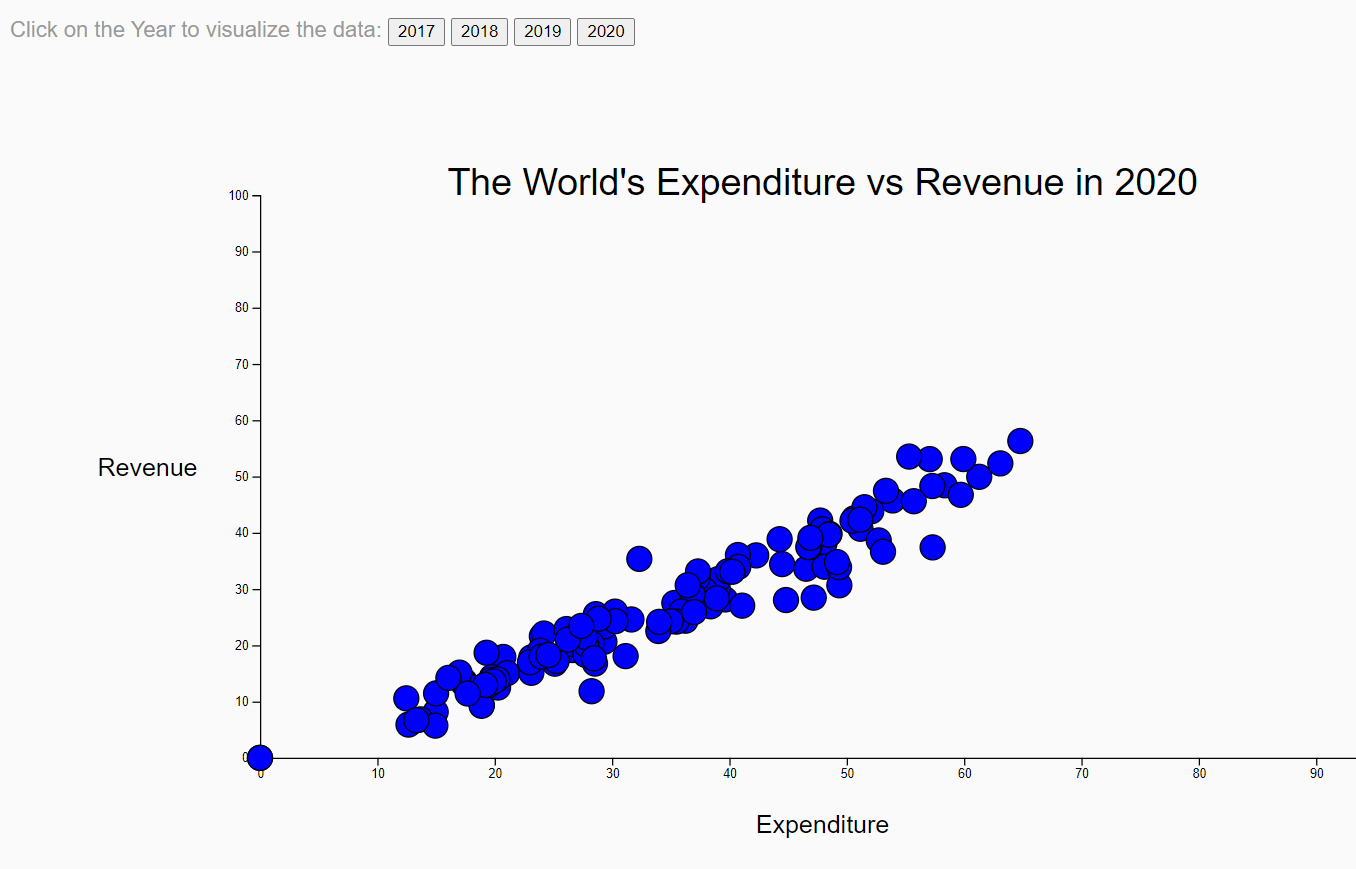 Click on the Year to visualize the data: 2017 2018 2019 2020
The World's Expenditure vs Revenue in 2020
100
90
80
70
60
50
Revenue
40
30
20
10
0
0 10 20 30 40 50 60 70 80 90
Expenditure